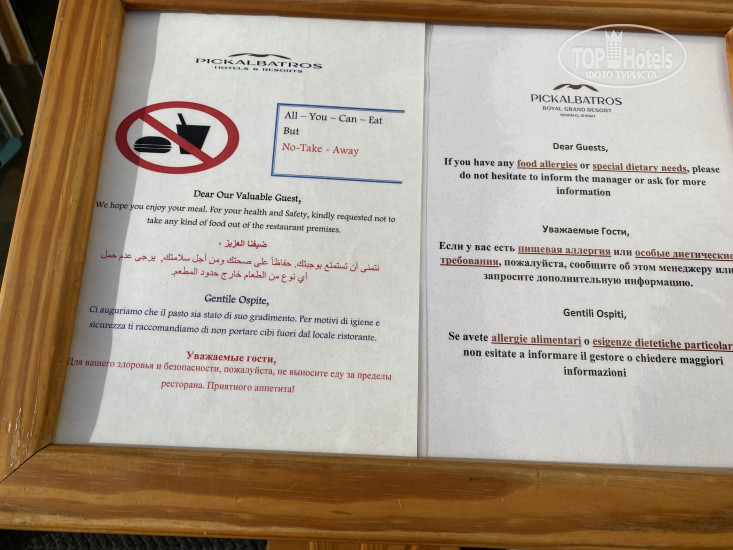 PICKALBATROS
HOTELS & RESORTS
All – You – Can – Eat
But
No-Take - Away
Dear Our Valuable Guest,
We hope you enjoy your meal. For your health and Safety, kindly requested not to
take any kind of food out of the restaurant premises.
ضيفنا العزيز ،
نتمنى أن تستمتع بوجبتك. حفاظاً على صحتك ومن أجل سلامتك, يرجى عدم حمل
أي نوع من الطعام خارج حدود المطعم.
Gentile Ospite,
Ci auguriamo che il pasto sia stato di suo gradimento. Per motivi di igiene e
sicurezza ti raccomandiamo di non portare cibi fuori dal locale ristorante.
Уважаемые гости,
Для вашего здоровья и безопасности, пожалуйста, не выносите еду за пределы
ресторана. Приятного аппетита!
TOP Hotels
ФОТО ТУРИСТА
PICKALBATROS
ROYAL GRAND RESORT
Dear Guests,
If you have any food allergies or special dietary needs, please
do not hesitate to inform the manager or ask for more
information
Уважаемые Гости,
Если у вас есть пищевая аллергия или особые диетические
требования, пожалуйста, сообщите об этом менеджеру или
запросите дополнительную информацию.
Gentili Ospiti,
Se avete allergie alimentari o esigenze dietetiche particolar
non esitate a informare il gestore o chiedere maggiori
informazioni